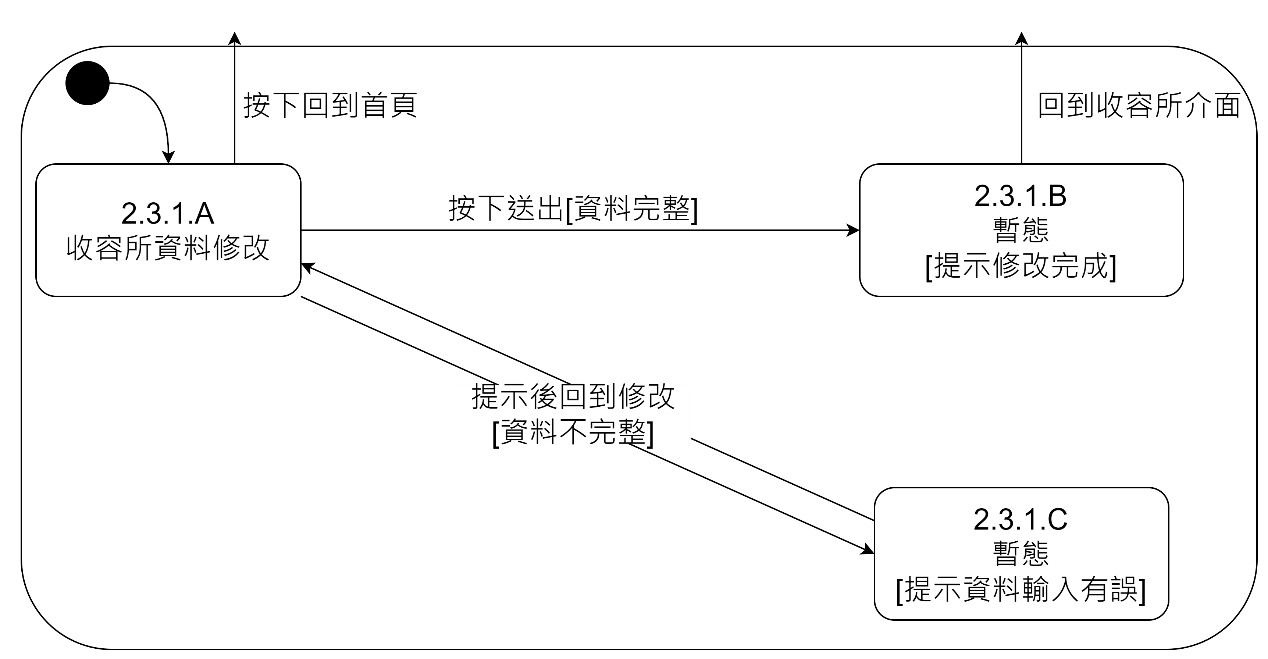 按下回到首頁
回到收容所介面
2.3.1.A
收容所資料修改
按下送出[資料完整]
2.3.1.B
暫態
[提示修改完成]
提示後回到修改
[資料不完整]
2.3.1.C
暫態
[提示資料輸入有誤]